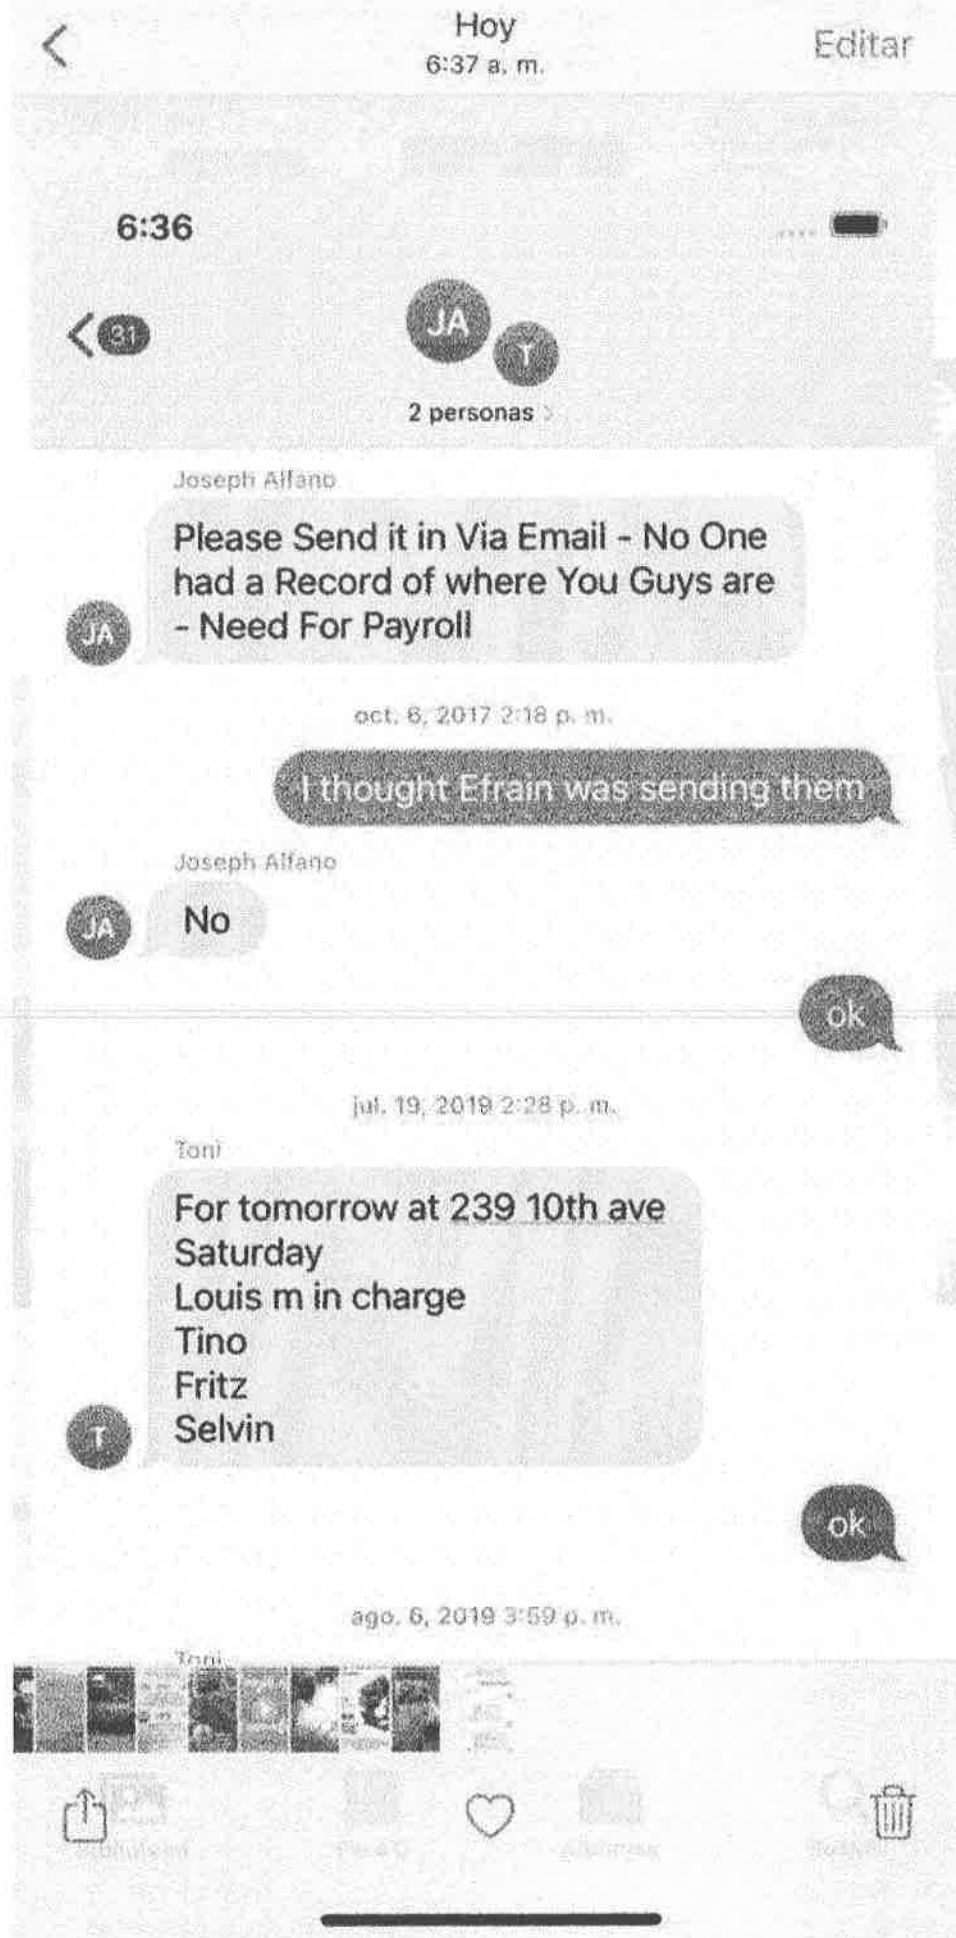 Hoy
6:37 a. m.
Editar
6:36
31
JA
T
2 personas
Joseph Alfano
Please Send it in Via Email - No One
had a Record of where You Guys are
- Need For Payroll
JA
oct. 6, 2017 2:18 p. m.
I thought Efrain was sending them
Joseph Alfano
No
JA
ok
jul. 19, 2019 2:28 p. m.
Toni
For tomorrow at 239 10th ave
Saturday
Louis m in charge
Tino
Fritz
Selvin
T
ok
ago. 6, 2019 3:59 p. m.
Toni